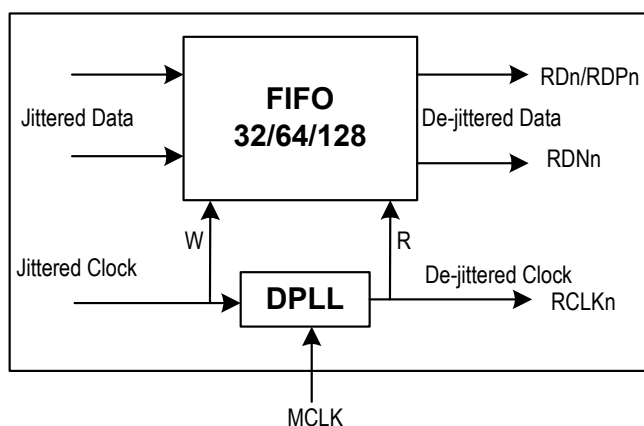 RDn/RDPn
FIFO
32/64/128
Jittered Data
De-jittered Data
RDNn
W
R
Jittered Clock
De-jittered Clock
DPLL
RCLKn
MCLK